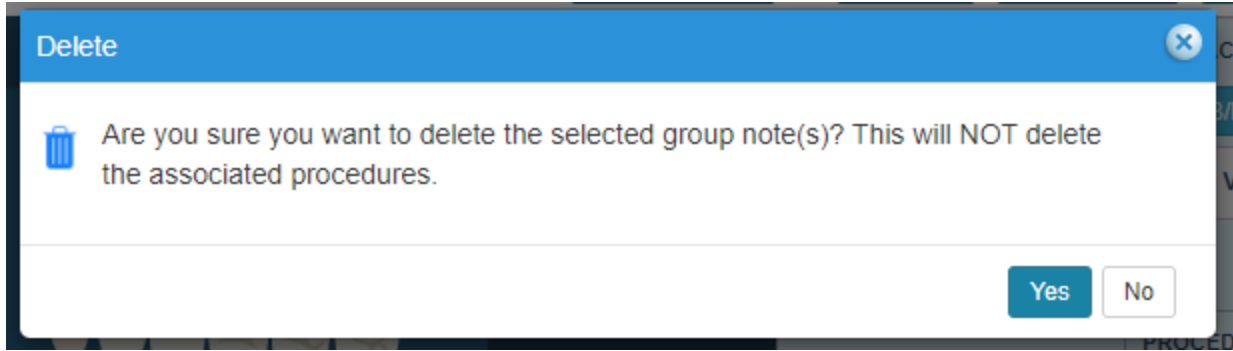 Delete
Are you sure you want to delete the selected group note(s)? This will NOT delete
the associated procedures.
Yes
No
PROCED